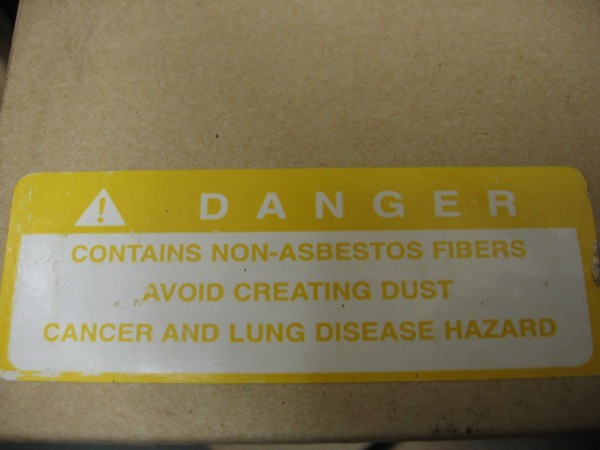 DANGER
CONTAINS NON-ASBESTOS FIBERS
AVOID CREATING DUST
CANCER AND LUNG DISEASE HAZARD